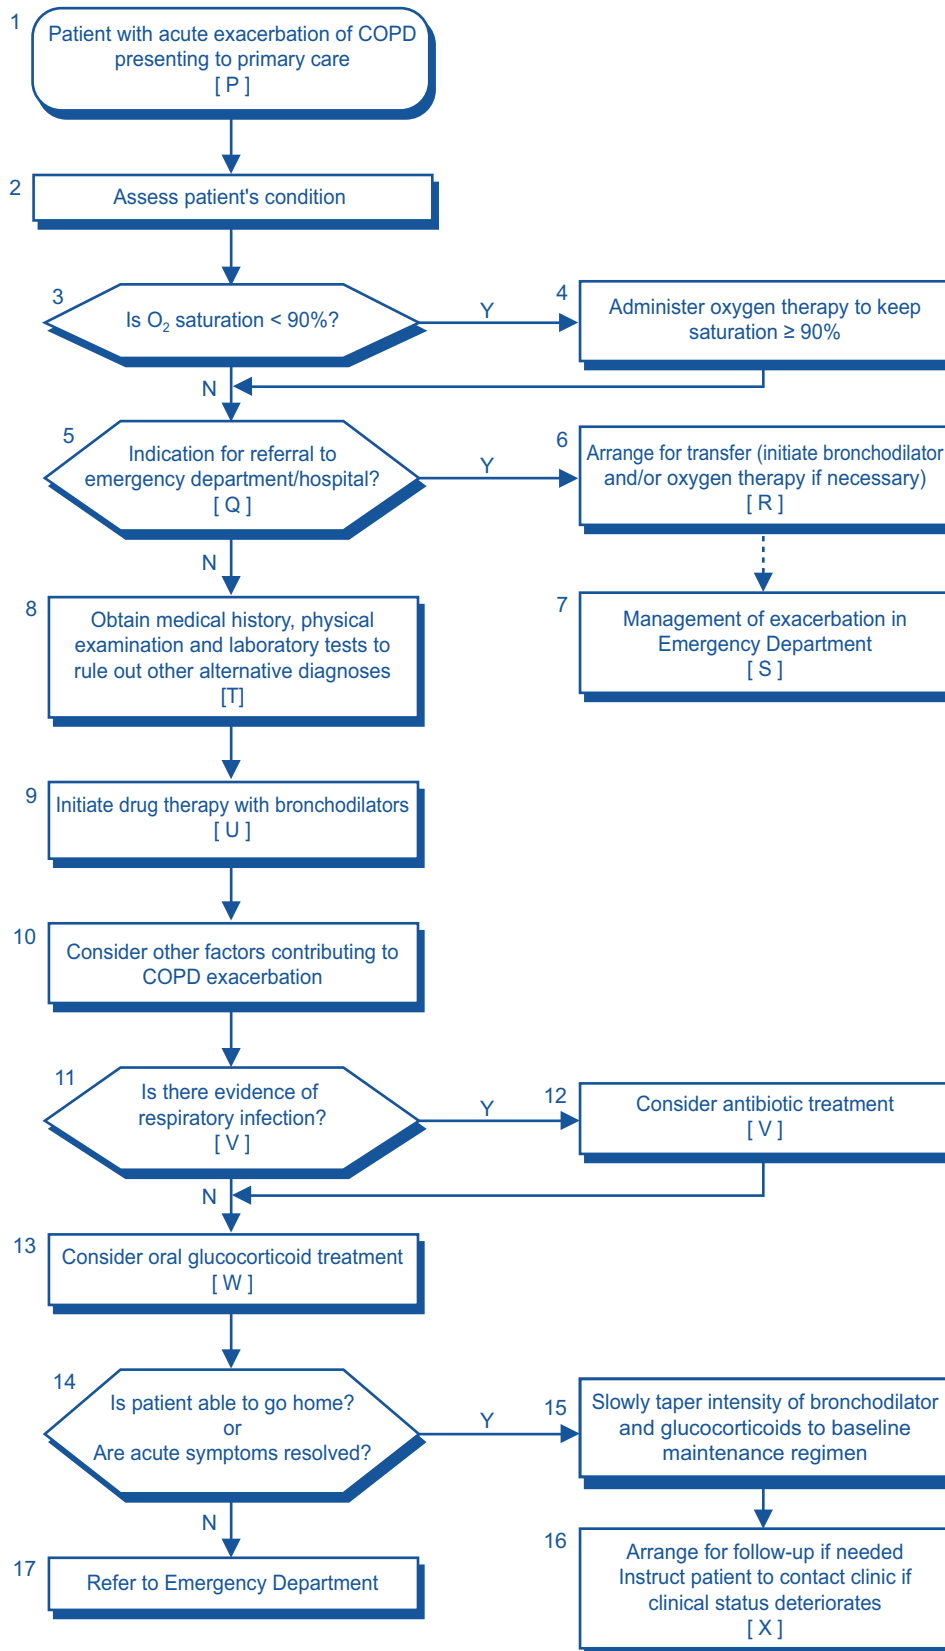 1
Patient with acute exacerbation of COPD
presenting to primary care
[ P ]
2
Assess patient's condition
3
Is O₂ saturation < 90%?
Y
4
Administer oxygen therapy to keep
saturation ≥ 90%
N
5
Indication for referral to
emergency department/hospital?
[ Q ]
Y
6
Arrange for transfer (initiate bronchodilator
and/or oxygen therapy if necessary)
[ R ]
N
7
Management of exacerbation in
Emergency Department
[ S ]
8
Obtain medical history, physical
examination and laboratory tests to
rule out other alternative diagnoses
[T]
9
Initiate drug therapy with bronchodilators
[ U ]
10
Consider other factors contributing to
COPD exacerbation
11
Is there evidence of
respiratory infection?
[ V ]
Y
12
Consider antibiotic treatment
[ V ]
N
13
Consider oral glucocorticoid treatment
[ W ]
14
Is patient able to go home?
or
Are acute symptoms resolved?
Y
15
Slowly taper intensity of bronchodilator
and glucocorticoids to baseline
maintenance regimen
N
16
Arrange for follow-up if needed
Instruct patient to contact clinic if
clinical status deteriorates
[ X ]
17
Refer to Emergency Department